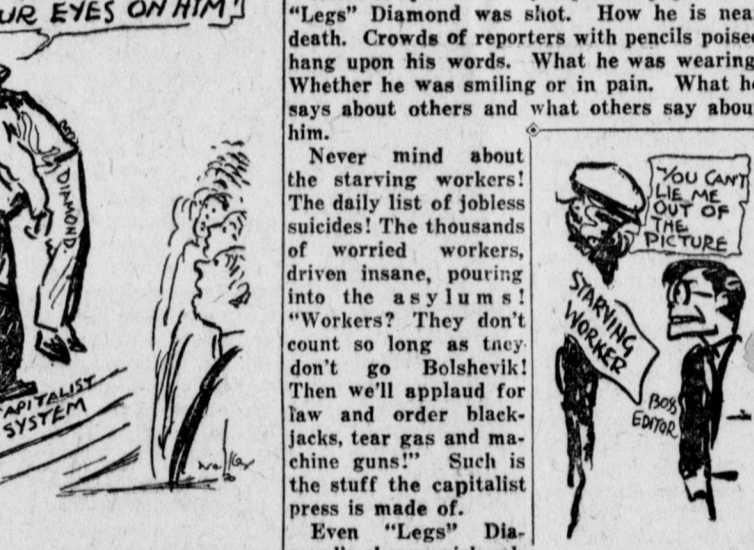 UR EYES ON HIM!
DIAMOND.
APITALIST
SYSTEM
"Legs" Diamond was shot. How he is nea
death. Crowds of reporters with pencils poise
hang upon his words. What he was wearing
Whether he was smiling or in pain. What h
says about others and what others say abou
him.
Never mind about
the starving workers!
The daily list of jobless
suicides! The thousands
of worried workers,
driven insane, pouring
into the asylums!
"Workers? They don't
count so long as they
don't go Bolshevik!
Then we'll applaud for
law and order black-
jacks, tear gas and ma-
chine guns!" Such is
the stuff the capitalist
press is made of.
Even "Legs" Dia-
YOU CAN'T
LIE ME
OUT OF
THE
PICTURE
STARVING
WORKER
BOSS
EDITOR